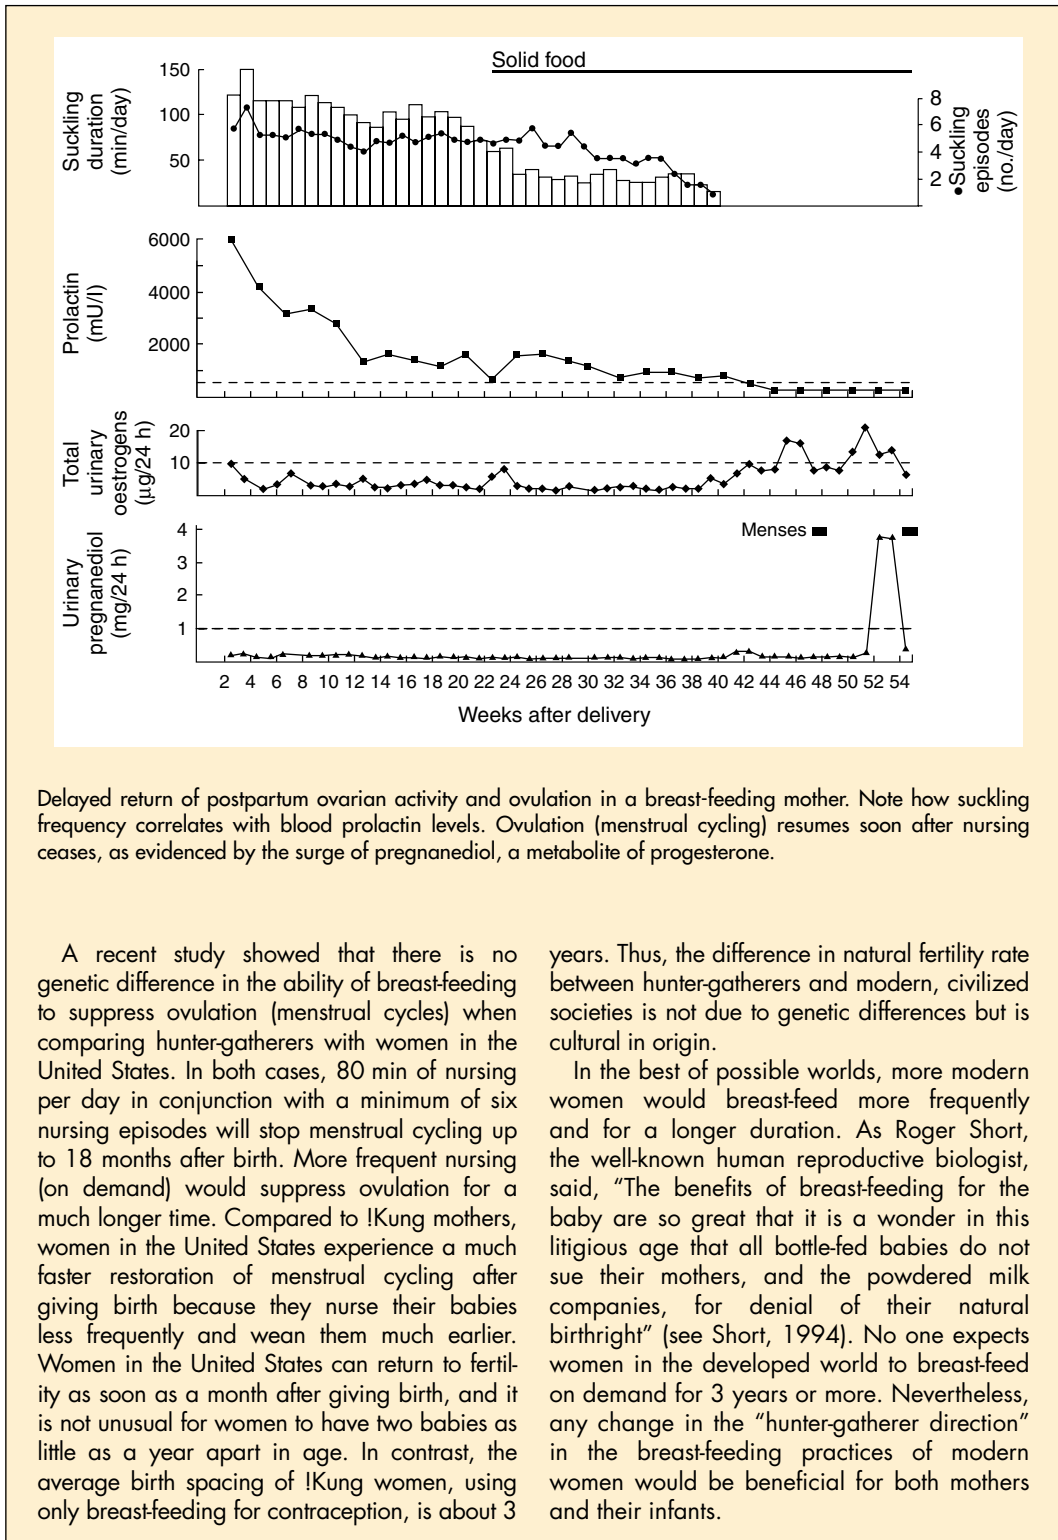 Solid food
150
100
50
Suckling
duration
(min/day)
8
6
4
2
●Suckling
episodes
(no./day)
6000
4000
2000
Prolactin
(mU/l)
20
10
Total
urinary
oestrogens
(µg/24 h)
4
3
2
1
Urinary
pregnanediol
(mg/24 h)
Menses
2 4 6 8 10 12 14 16 18 20 22 24 26 28 30 32 34 36 38 40 42 44 46 48 50 52 54
Weeks after delivery
Delayed return of postpartum ovarian activity and ovulation in a breast-feeding mother. Note how suckling
frequency correlates with blood prolactin levels. Ovulation (menstrual cycling) resumes soon after nursing
ceases, as evidenced by the surge of pregnanediol, a metabolite of progesterone.
A recent study showed that there is no
genetic difference in the ability of breast-feeding
to suppress ovulation (menstrual cycles) when
comparing hunter-gatherers with women in the
United States. In both cases, 80 min of nursing
per day in conjunction with a minimum of six
nursing episodes will stop menstrual cycling up
to 18 months after birth. More frequent nursing
(on demand) would suppress ovulation for a
much longer time. Compared to !Kung mothers,
women in the United States experience a much
faster restoration of menstrual cycling after
giving birth because they nurse their babies
less frequently and wean them much earlier.
Women in the United States can return to fertil-
ity as soon as a month after giving birth, and it
is not unusual for women to have two babies as
little as a year apart in age. In contrast, the
average birth spacing of !Kung women, using
only breast-feeding for contraception, is about 3
years. Thus, the difference in natural fertility rate
between hunter-gatherers and modern, civilized
societies is not due to genetic differences but is
cultural in origin.
In the best of possible worlds, more modern
women would breast-feed more frequently
and for a longer duration. As Roger Short,
the well-known human reproductive biologist,
said, “The benefits of breast-feeding for the
baby are so great that it is a wonder in this
litigious age that all bottle-fed babies do not
sue their mothers, and the powdered milk
companies, for denial of their natural
birthright” (see Short, 1994). No one expects
women in the developed world to breast-feed
on demand for 3 years or more. Nevertheless,
any change in the “hunter-gatherer direction”
in the breast-feeding practices of modern
women would be beneficial for both mothers
and their infants.